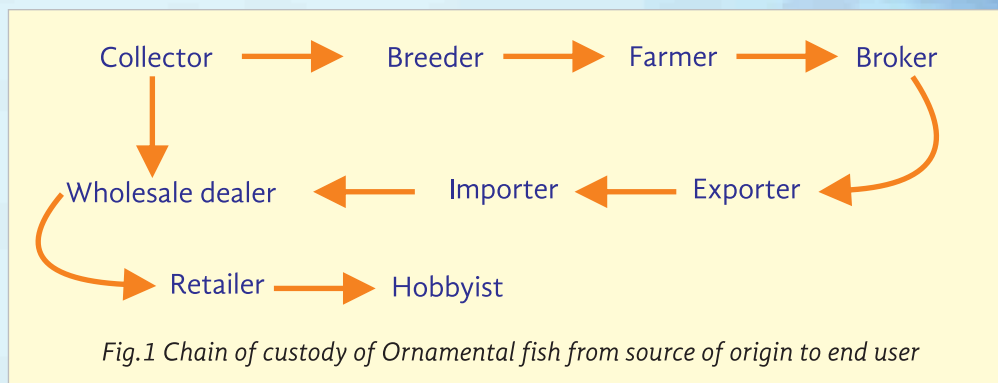 Collector Breeder Farmer Broker
Wholesale dealer Importer Exporter
Retailer Hobbyist
Fig.1 Chain of custody of Ornamental fish from source of origin to end user